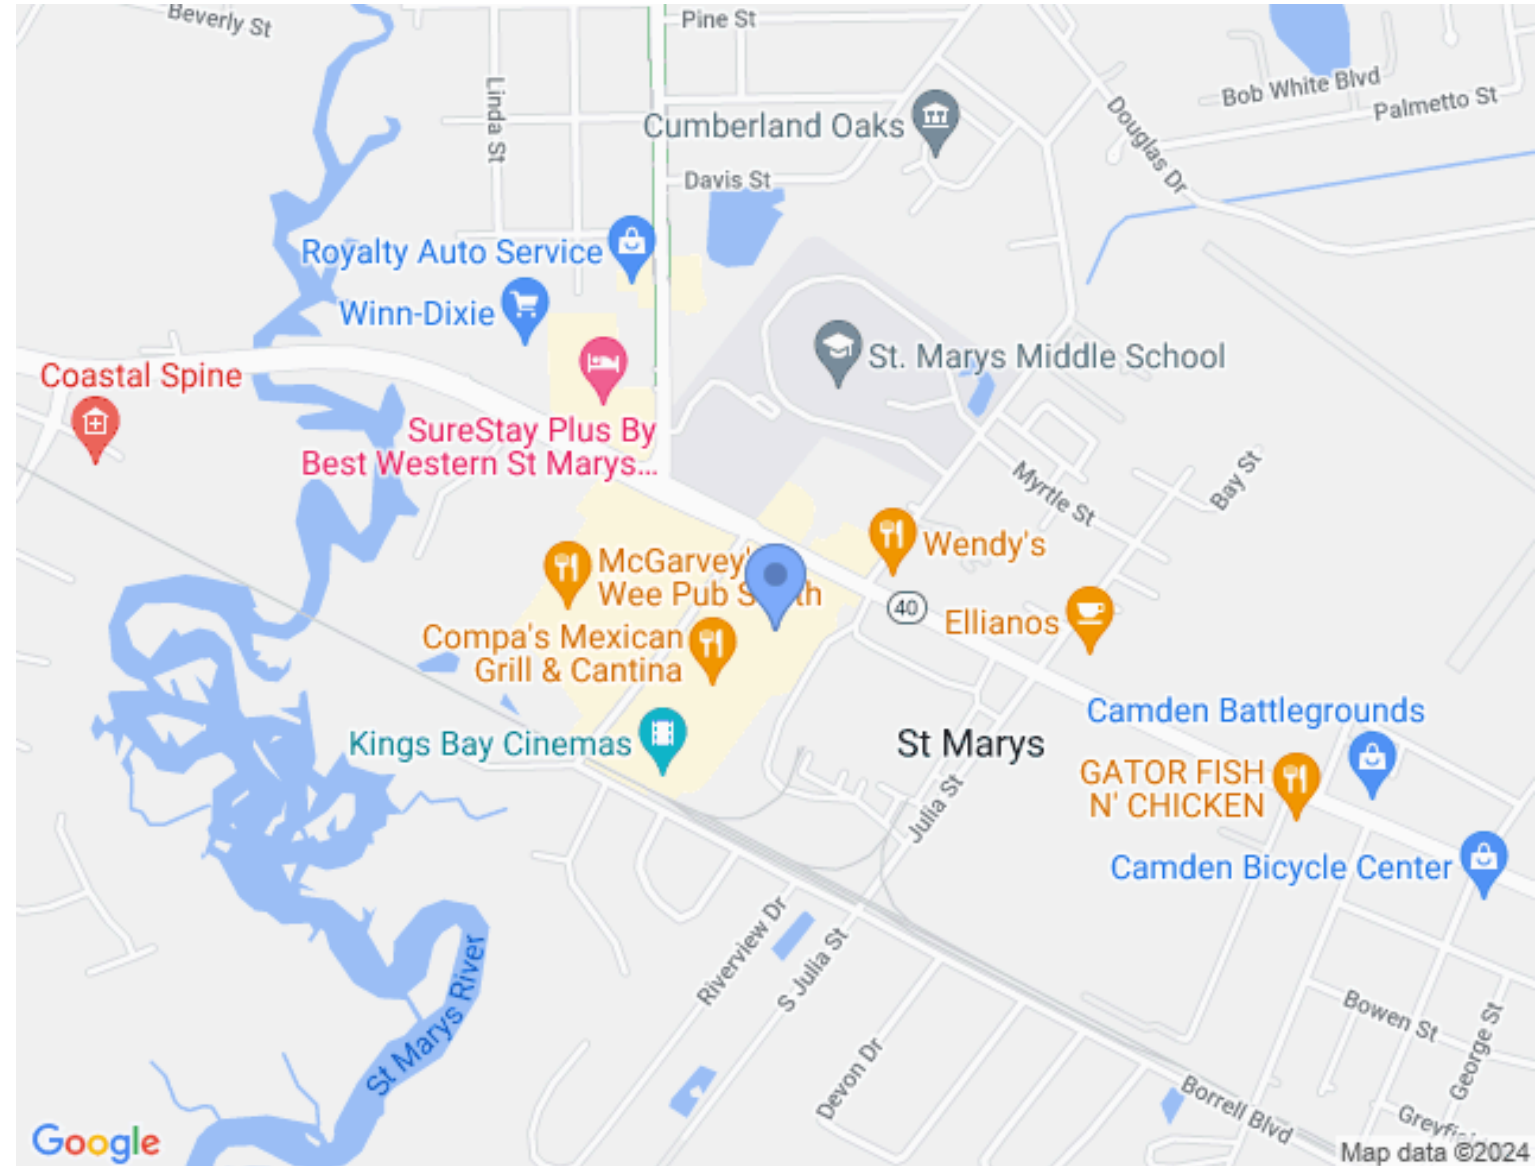 Beverly St
Pine St
Linda St
Bob White Blvd
Palmetto St
Cumberland Oaks
Douglas Dr
Davis St
Royalty Auto Service
Winn-Dixie
St. Marys Middle School
Coastal Spine
SureStay Plus By
Best Western St Marys...
Myrtle St
Bay St
Wendy's
McGarvey'
Wee Pub
40
Ellianos
Compa's Mexican
Grill & Cantina
Camden Battlegrounds
Kings Bay Cinemas
St Marys
GATOR FISH
N' CHICKEN
Julia St
Camden Bicycle Center
Riverview Dr
S Julia St
St Marys River
Bowen St
George St
Devon Dr
Borrell Blvd
Google
Map data ©2024